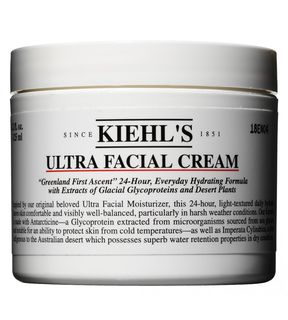 SINCE KIEHL'S 1851
18EN04
ULTRA FACIAL CREAM
"Greenland First Ascent" 24-Hour, Everyday Hydrating Formula
with Extracts of Glacial Glycoproteins and Desert Plants
by our original beloved Ultra Facial Moisturizer, this 24-hour, light-textured daily
skin comfortable and visibly well-balanced, particularly in harsh weather conditions. Our
with Antarcticine—a Glycoprotein extracted from microorganisms sourced from
for its ability to protect skin from cold temperatures—as well as Imperata Cylindrica,
to the Australian desert which possesses superb water retention properties in dry